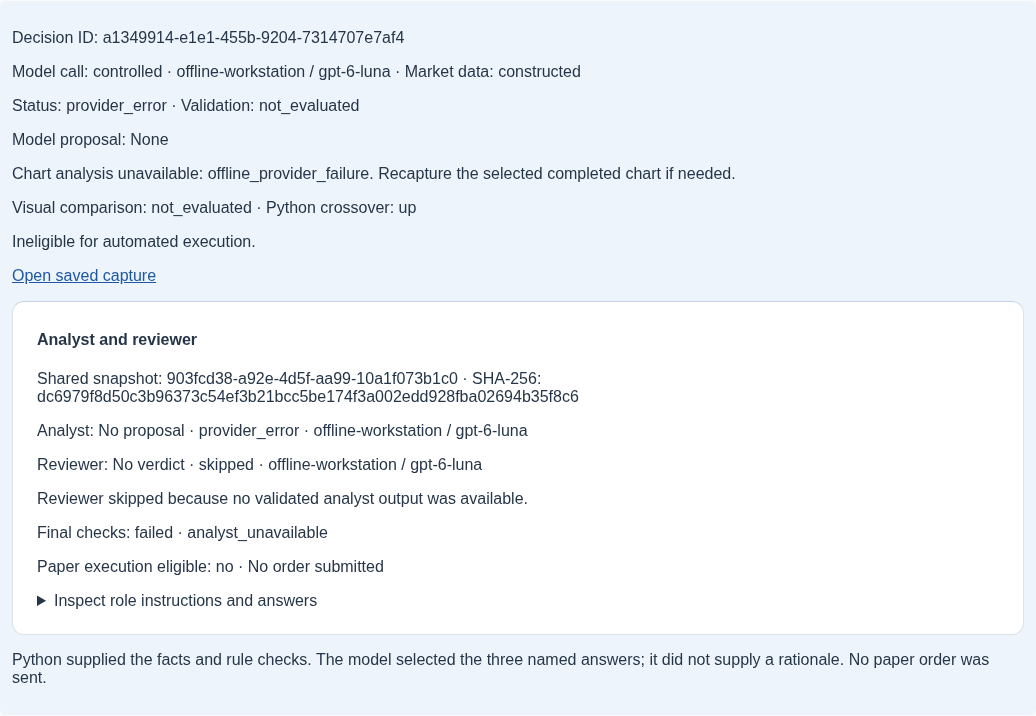 Decision ID: a1349914-e1e1-455b-9204-7314707e7af4
Model call: controlled · offline-workstation / gpt-6-luna · Market data: constructed
Status: provider_error · Validation: not_evaluated
Model proposal: None
Chart analysis unavailable: offline_provider_failure. Recapture the selected completed chart if needed.
Visual comparison: not_evaluated · Python crossover: up
Ineligible for automated execution.
Open saved capture
Analyst and reviewer
Shared snapshot: 903fcd38-a92e-4d5f-aa99-10a1f073b1c0 · SHA-256:
dc6979f8d50c3b96373c54ef3b21bcc5be174f3a002edd928fba02694b35f8c6
Analyst: No proposal · provider_error · offline-workstation / gpt-6-luna
Reviewer: No verdict · skipped · offline-workstation / gpt-6-luna
Reviewer skipped because no validated analyst output was available.
Final checks: failed · analyst_unavailable
Paper execution eligible: no · No order submitted
Inspect role instructions and answers
Python supplied the facts and rule checks. The model selected the three named answers; it did not supply a rationale. No paper order was
sent.